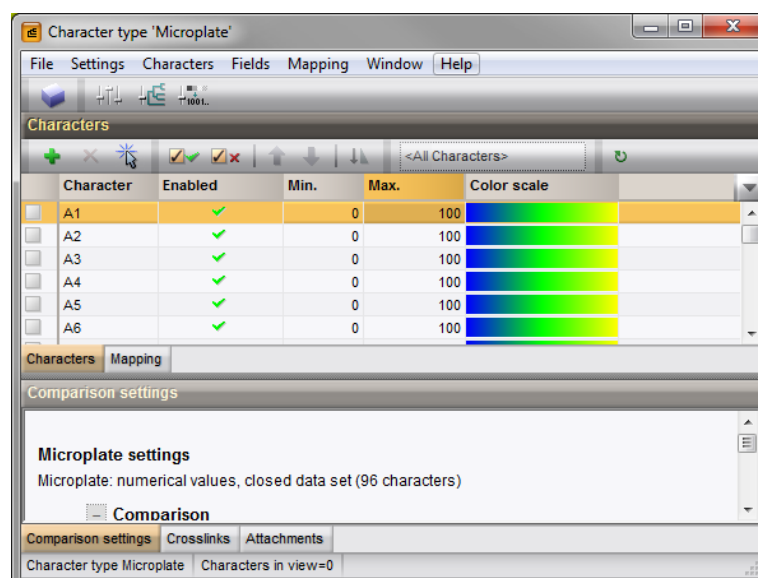 Character type 'Microplate'
File Settings Characters Fields Mapping Window Help
1001..
Characters
<All Characters>
Character Enabled Min. Max. Color scale
A1 0 100
A2 0 100
A3 0 100
A4 0 100
A5 0 100
A6 0 100
Characters Mapping
Comparison settings
Microplate settings
Microplate: numerical values, closed data set (96 characters)
Comparison
Comparison settings Crosslinks Attachments
Character type Microplate Characters in view=0